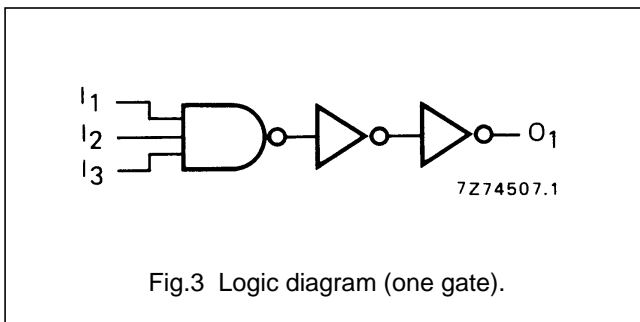 I1
I2
I3
O1
7Z74507.1
Fig.3 Logic diagram (one gate).